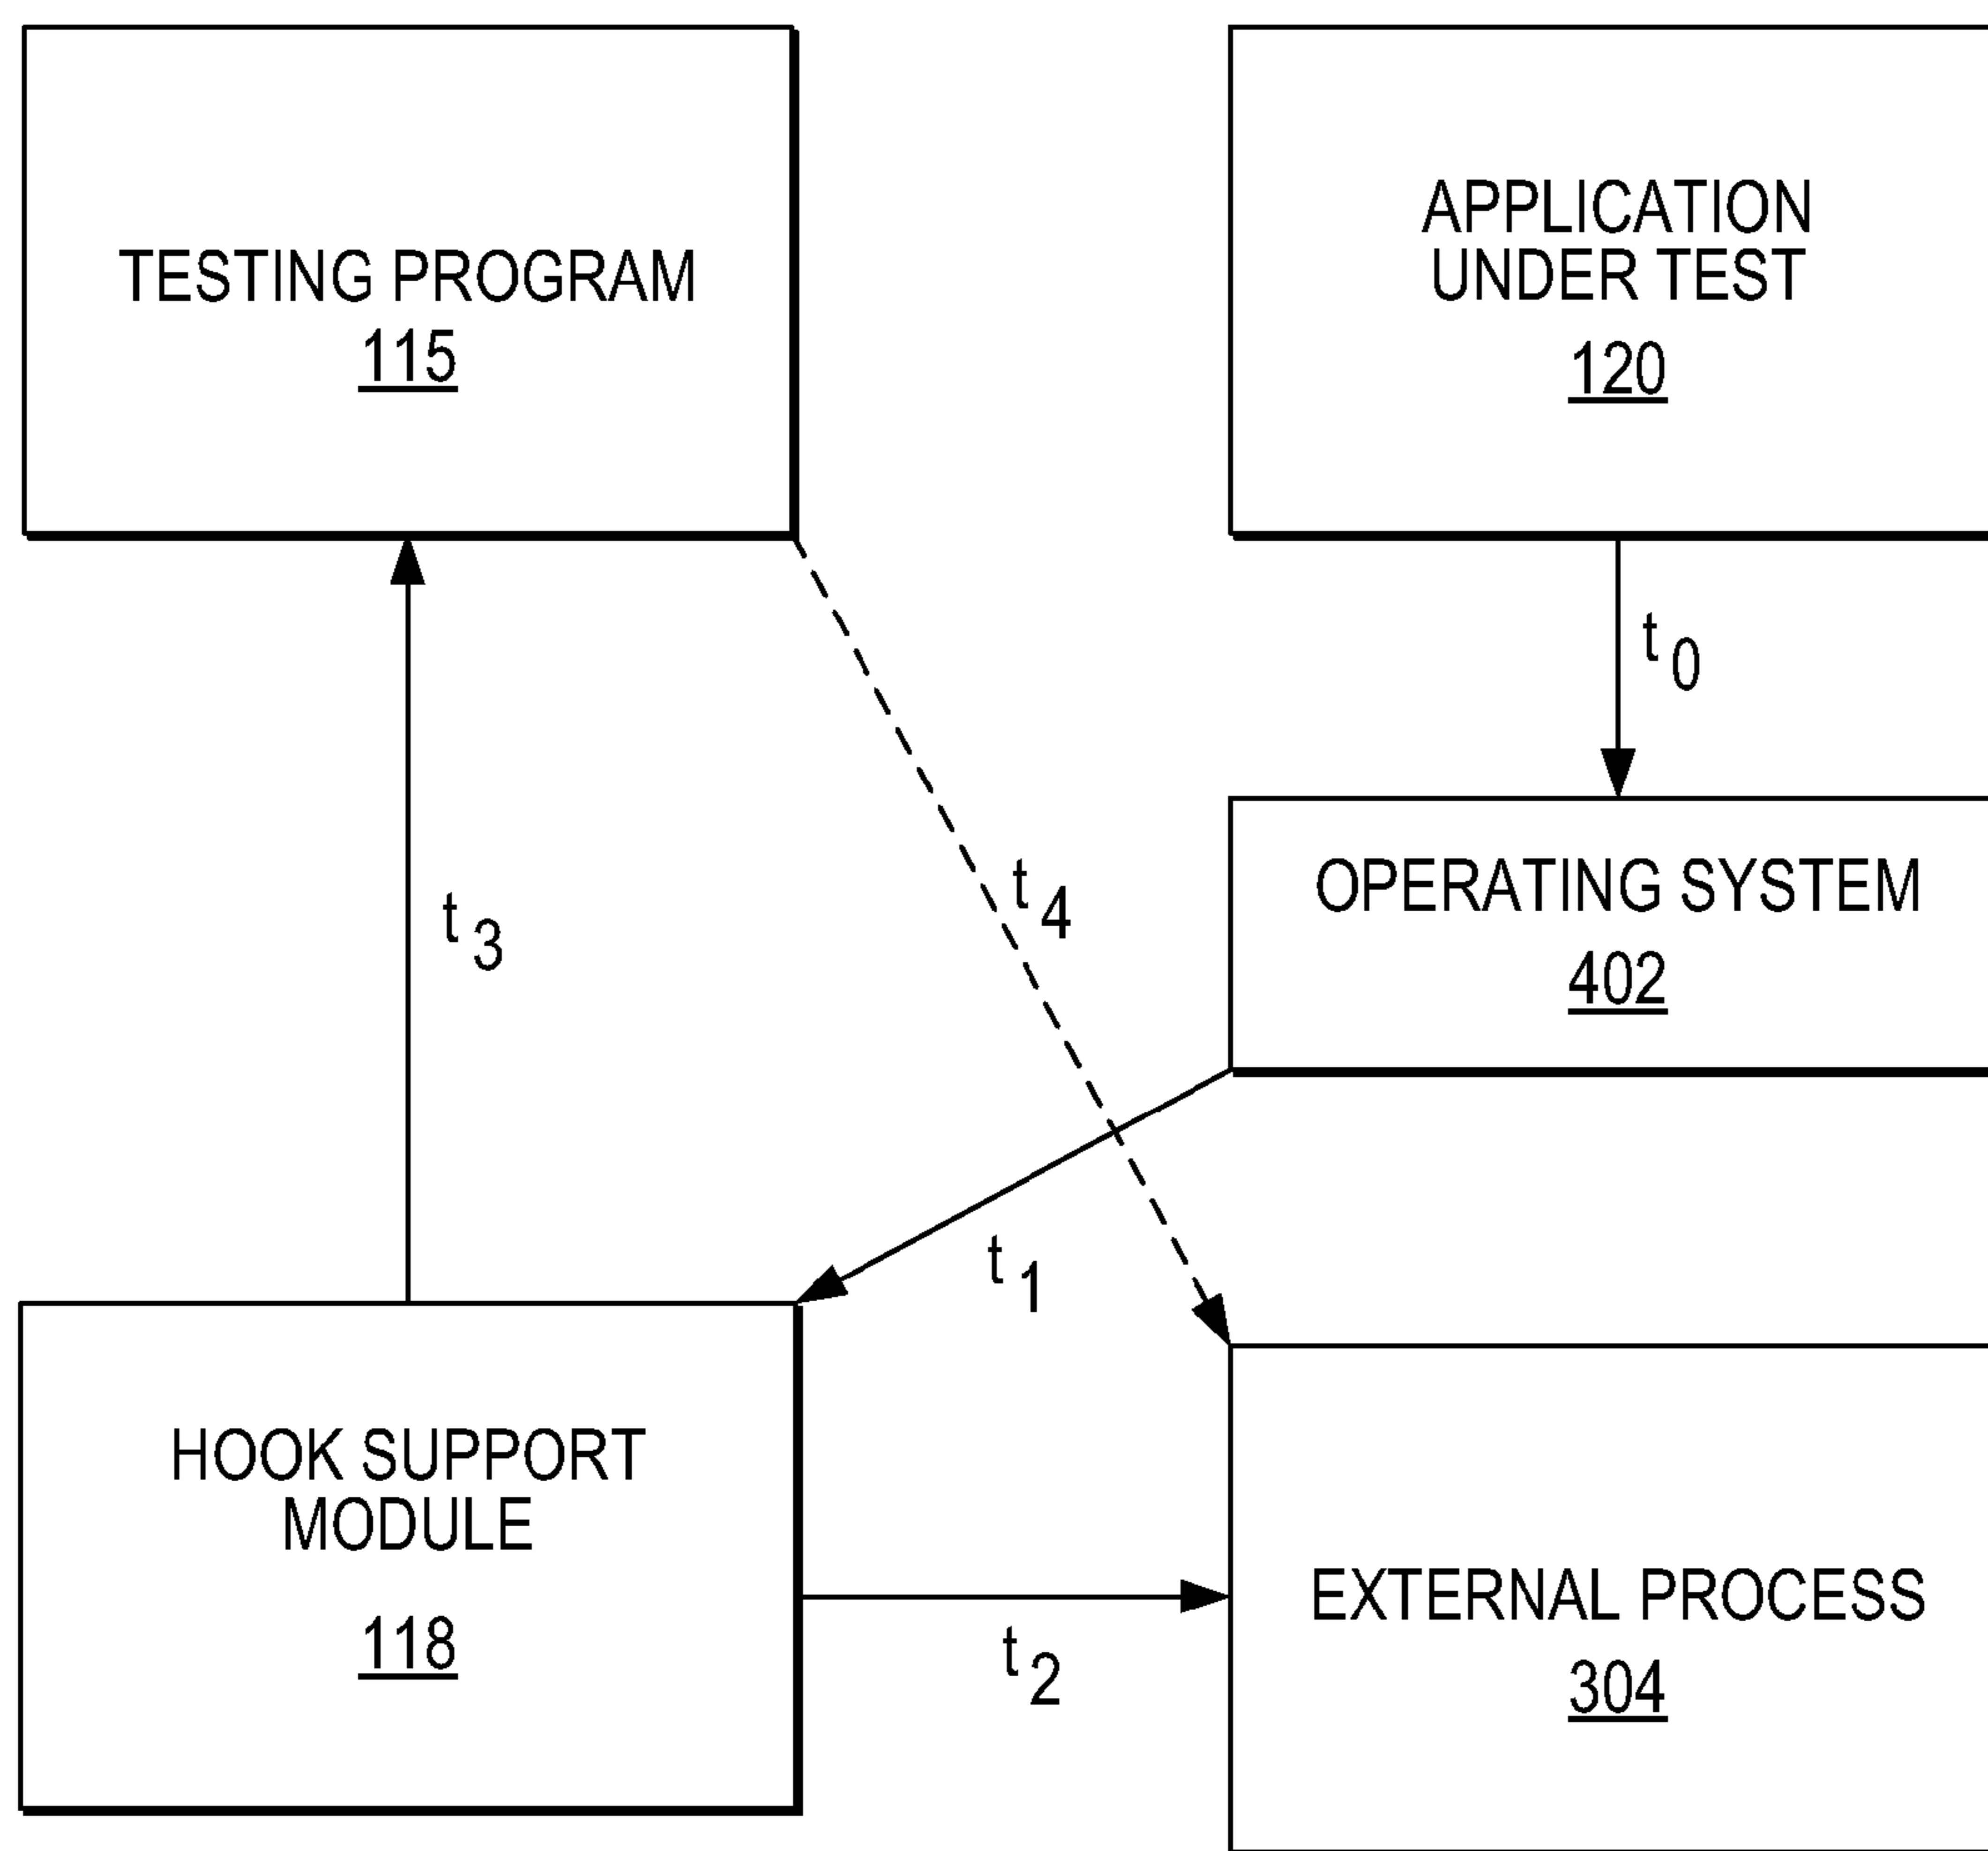 TESTING PROGRAM
115
APPLICATION
UNDER TEST
120
t0
OPERATING SYSTEM
402
t3
t4
t1
HOOK SUPPORT
MODULE
118
t2
EXTERNAL PROCESS
304